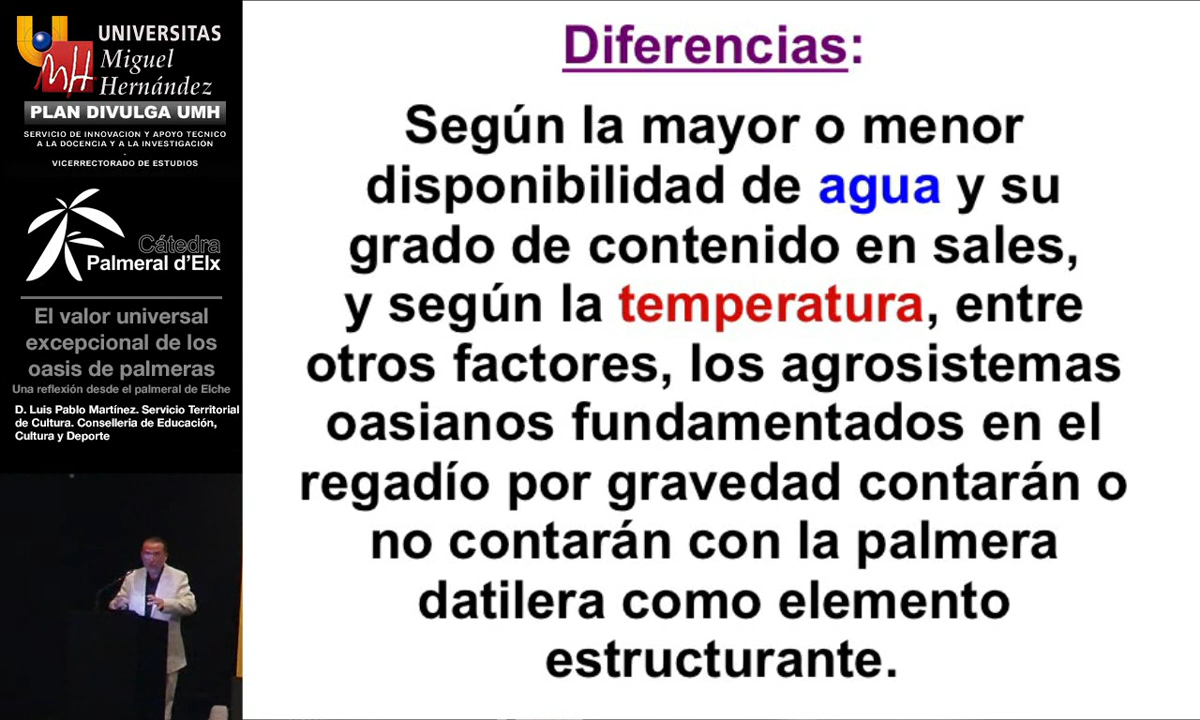 UNIVERSITAS
Miguel
Hernández
PLAN DIVULGA UMH
SERVICIO DE INNOVACION Y APOYO TECNICO
A LA DOCENCIA Y A LA INVESTIGACION
VICERRECTORADO DE ESTUDIOS
Cátedra
Palmeral d'Elx
El valor universal
excepcional de los
oasis de palmeras
Una reflexión desde el palmeral de Elche
D. Luis Pablo Martínez. Servicio Territorial
de Cultura. Conselleria de Educación,
Cultura y Deporte
Diferencias:
Según la mayor o menor
disponibilidad de agua y su
grado de contenido en sales,
y según la temperatura, entre
otros factores, los agrosistemas
oasianos fundamentados en el
regadío por gravedad contarán o
no contarán con la palmera
datilera como elemento
estructurante.